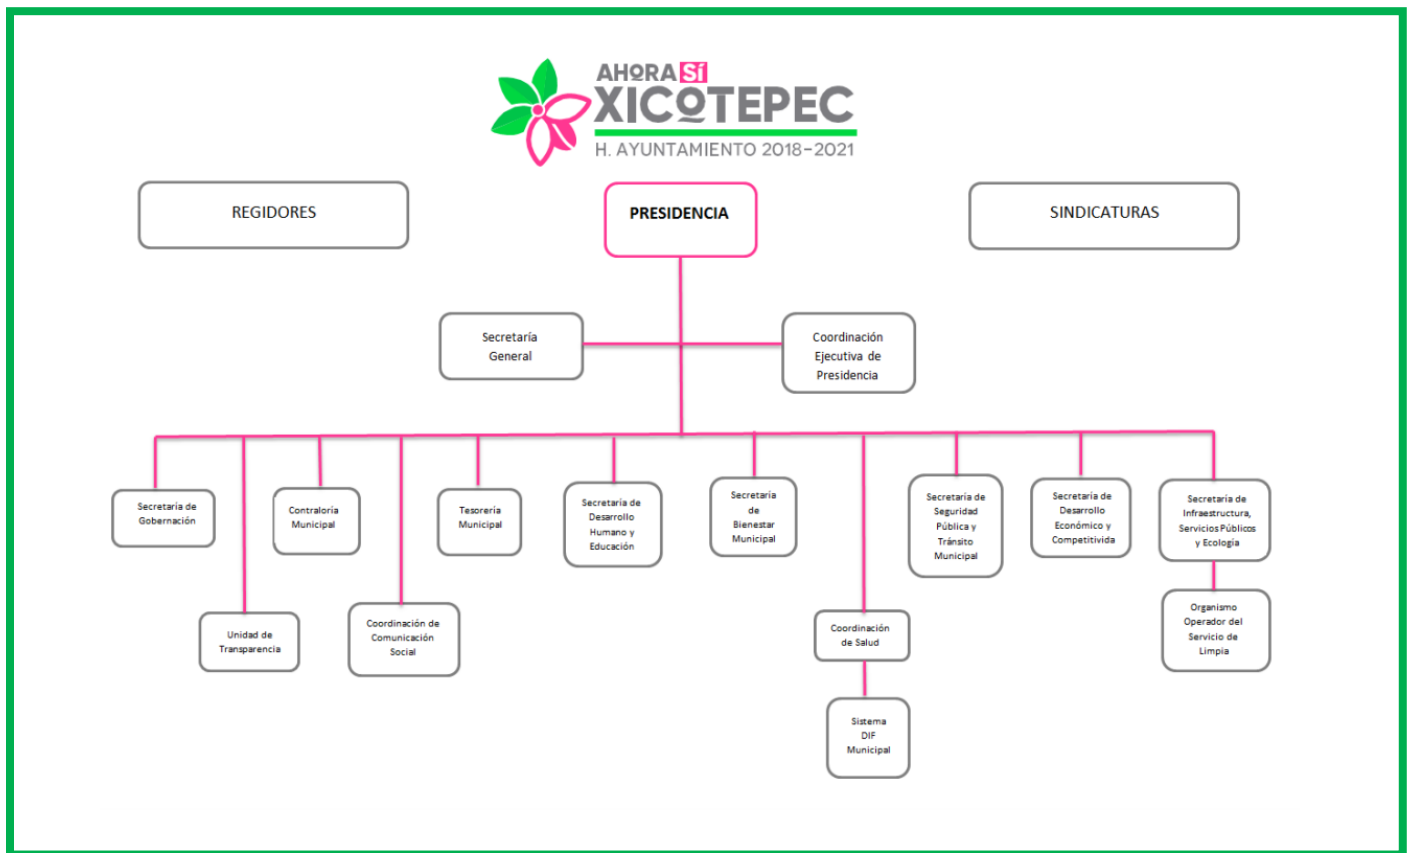 AHORA SÍ
XICOTEPEC
H. AYUNTAMIENTO 2018-2021
REGIDORES
PRESIDENCIA
SINDICATURAS
Secretaría
General
Coordinación
Ejecutiva de
Presidencia
Secretaría de
Gobernación
Contraloría
Municipal
Tesorería
Municipal
Secretaría de
Desarrollo
Humano y
Educación
Secretaría
de
Bienestar
Municipal
Secretaría de
Seguridad
Pública y
Tránsito
Municipal
Secretaría de
Desarrollo
Económico y
Competitivida
Secretaría de
Infraestructura,
Servicios Públicos
y Ecología
Unidad de
Transparencia
Coordinación de
Comunicación
Social
Coordinación
de Salud
Organismo
Operador del
Servicio de
Limpia
Sistema
DIF
Municipal